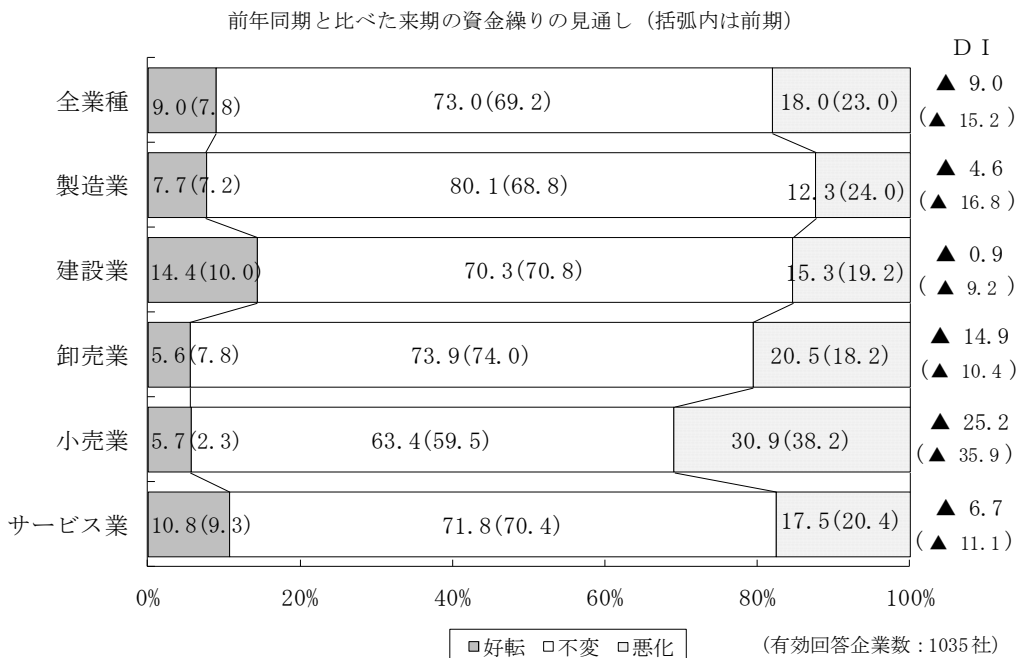 前年同期と比べた来期の資金繰りの見通し（括弧内は前期）
ＤＩ
全業種 9.0(7.8) 73.0(69.2) 18.0(23.0) ▲ 9.0
(▲ 15.2)
製造業 7.7(7.2) 80.1(68.8) 12.3(24.0) ▲ 4.6
(▲ 16.8)
建設業 14.4(10.0) 70.3(70.8) 15.3(19.2) ▲ 0.9
(▲ 9.2)
卸売業 5.6(7.8) 73.9(74.0) 20.5(18.2) ▲ 14.9
(▲ 10.4)
小売業 5.7(2.3) 63.4(59.5) 30.9(38.2) ▲ 25.2
(▲ 35.9)
サービス業 10.8(9.3) 71.8(70.4) 17.5(20.4) ▲ 6.7
(▲ 11.1)
0% 20% 40% 60% 80% 100%
好転 不変 悪化 (有効回答企業数：1035社)